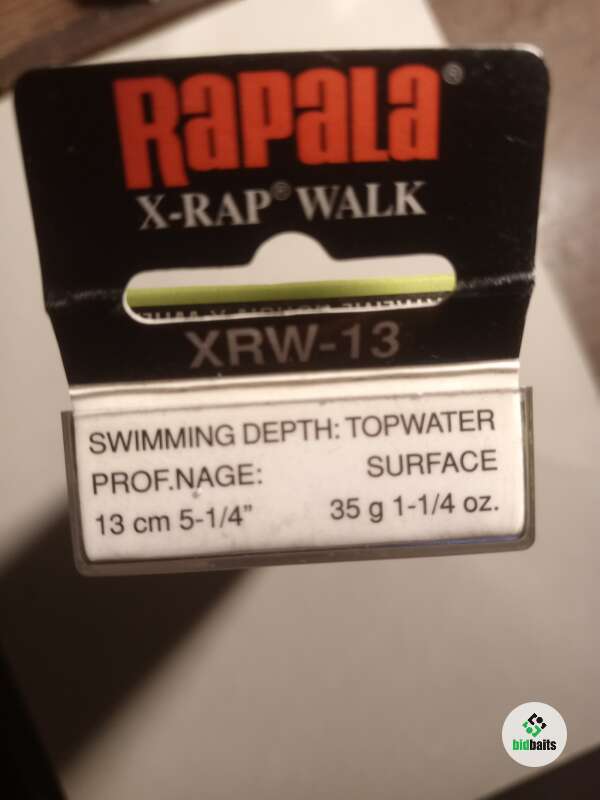 Rapala®
X-RAP® WALK
XRW-13
SWIMMING DEPTH: TOPWATER
PROF.NAGE: SURFACE
13 cm 5-1/4” 35 g 1-1/4 oz.
bidbaits